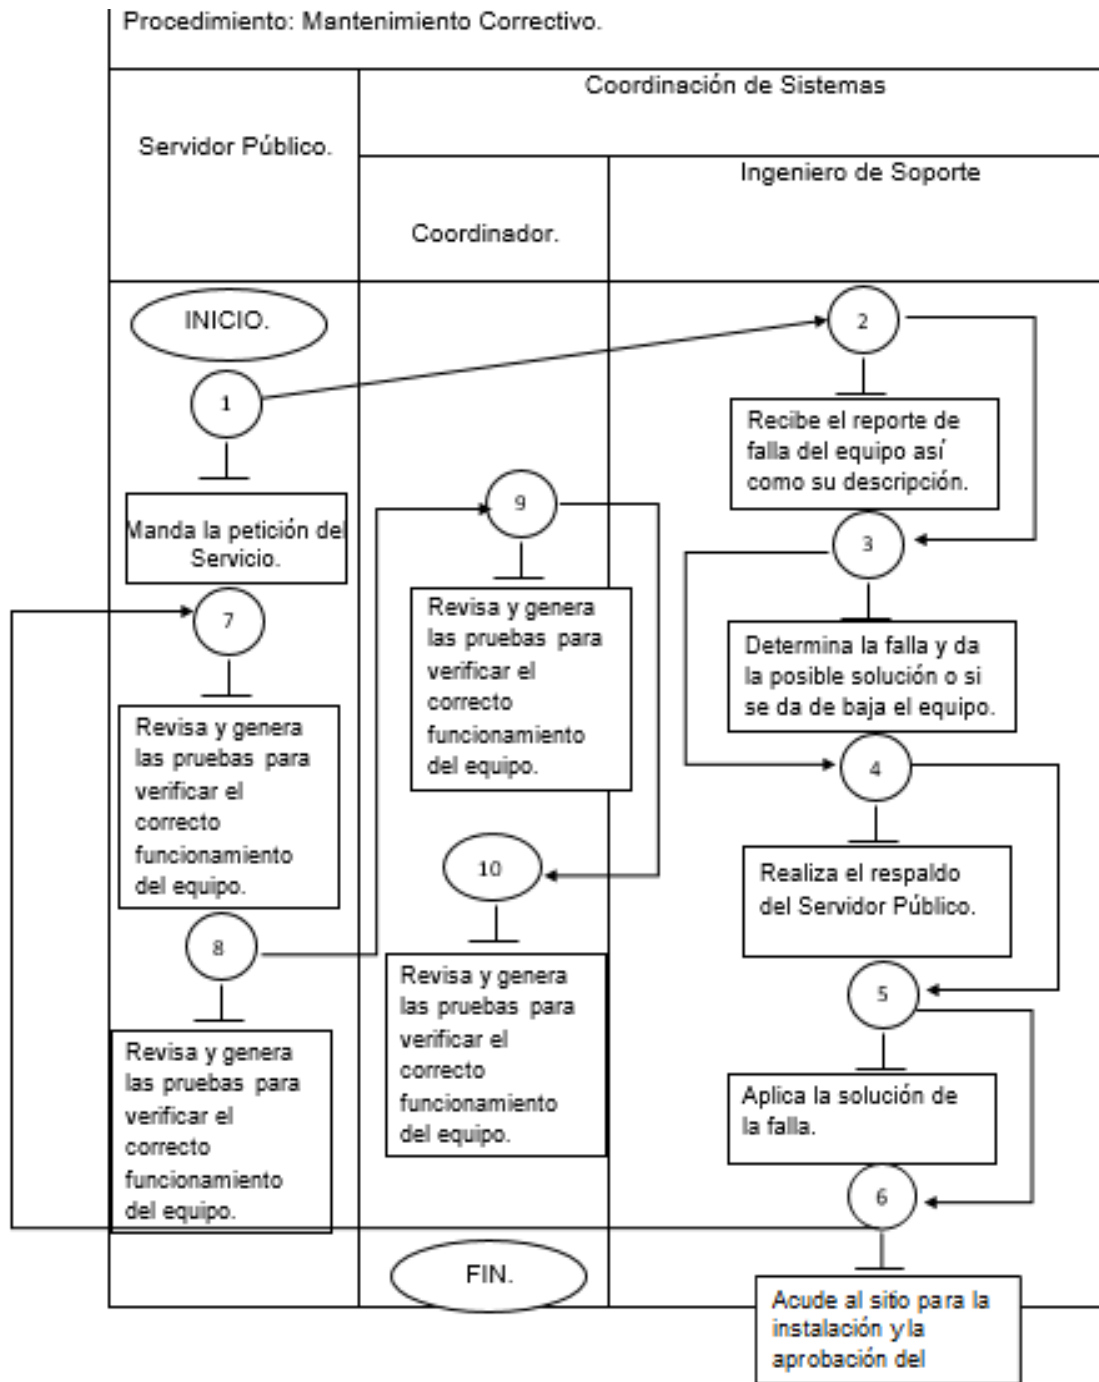 Procedimiento: Mantenimiento Correctivo.
Servidor Público.
Coordinación de Sistemas
Coordinador.
Ingeniero de Soporte
INICIO.
1
Manda la petición del
Servicio.
2
Recibe el reporte de
falla del equipo así
como su descripción.
3
Determina la falla y da
la posible solución o si
se da de baja el equipo.
4
Realiza el respaldo
del Servidor Público.
5
Aplica la solución de
la falla.
6
Acude al sitio para la
instalación y la
aprobación del
7
Revisa y genera
las pruebas para
verificar el
correcto
funcionamiento
del equipo.
8
Revisa y genera
las pruebas para
verificar el
correcto
funcionamiento
del equipo.
9
Revisa y genera
las pruebas para
verificar el
correcto
funcionamiento
del equipo.
10
Revisa y genera
las pruebas para
verificar el
correcto
funcionamiento
del equipo.
FIN.